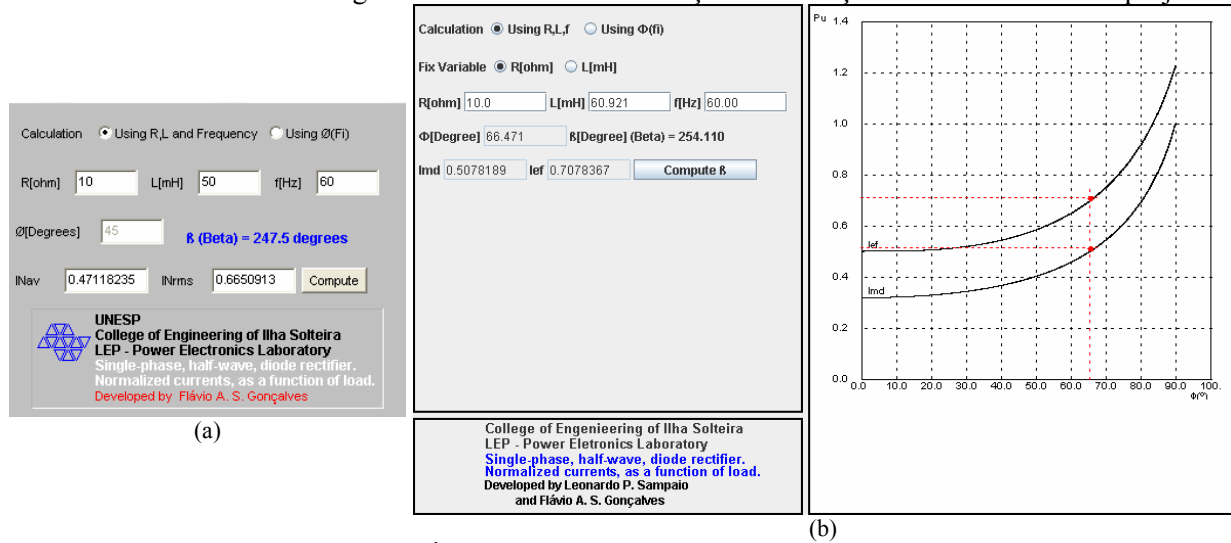 Calculation Using R,L and Frequency Using Ø(Fi)
R[ohm] 10 L[mH] 50 f[Hz] 60
Ø[Degrees] 45 ß (Beta) = 247.5 degrees
INav 0.47118235 INrms 0.6650913 Compute
UNESP
College of Engineering of Ilha Solteira
LEP - Power Electronics Laboratory
Single-phase, half-wave, diode rectifier.
Normalized currents, as a function of load.
Developed by Flávio A. S. Gonçalves
(a)
Calculation Using R,L,f Using Φ(fi)
Fix Variable R[ohm] L[mH]
R[ohm] 10.0 L[mH] 60.921 f[Hz] 60.00
Φ[Degree] 66.471 ß[Degree] (Beta) = 254.110
Imd 0.5078189 Ief 0.7078367 Compute ß
College of Engenieering of Ilha Solteira
LEP - Power Eletronics Laboratory
Single-phase, half-wave, diode rectifier.
Normalized currents, as a function of load.
Developed by Leonardo P. Sampaio
and Flávio A. S. Gonçalves
Pu
1.4
1.2
1.0
0.8
0.6
0.4
0.2
0.0
Ief
Imd
0.0 10.0 20.0 30.0 40.0 50.0 60.0 70.0 80.0 90.0 100.
Φ(º)
(b)